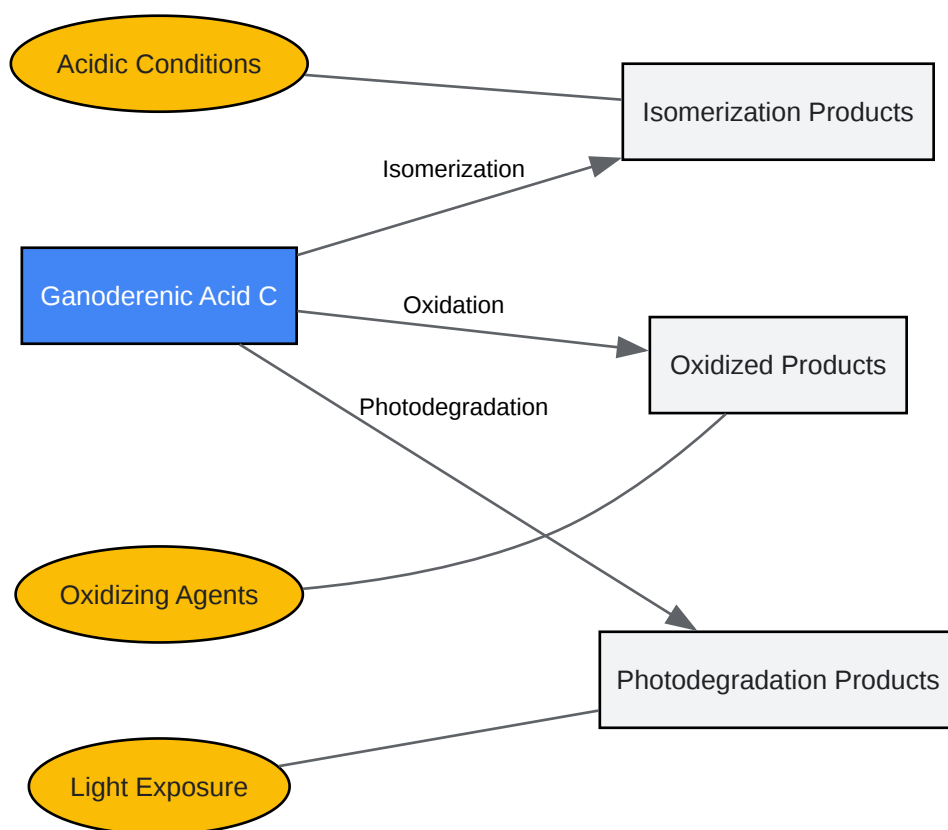 Acidic Conditions
Isomerization Products
Isomerization
Ganoderenic Acid C
Oxidation
Oxidized Products
Photodegradation
Oxidizing Agents
Photodegradation Products
Light Exposure